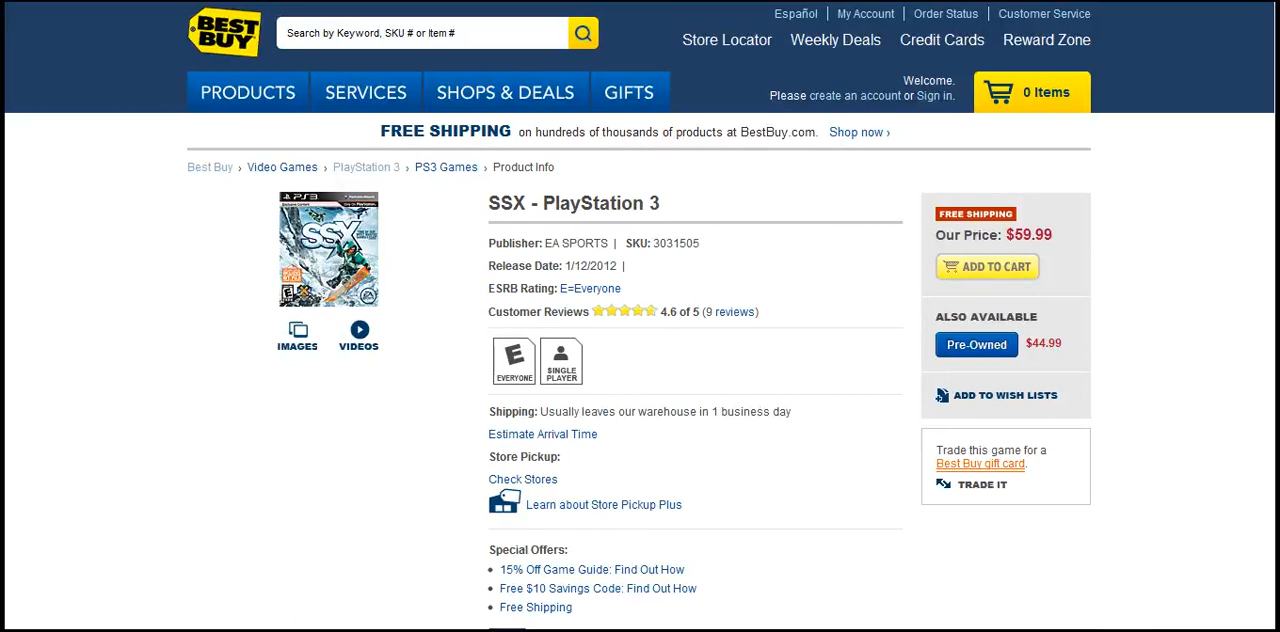 BEST BUY
Search by Keyword, SKU # or Item #
Español | My Account | Order Status | Customer Service
Store Locator Weekly Deals Credit Cards Reward Zone
PRODUCTS SERVICES SHOPS & DEALS GIFTS
Welcome.
Please create an account or Sign in.
0 Items
FREE SHIPPING on hundreds of thousands of products at BestBuy.com. Shop now ›
Best Buy › Video Games › PlayStation 3 › PS3 Games › Product Info
PS3
SSX
EA
IMAGES VIDEOS
SSX - PlayStation 3
Publisher: EA SPORTS | SKU: 3031505
Release Date: 1/12/2012 |
ESRB Rating: E=Everyone
Customer Reviews 4.6 of 5 (9 reviews)
E EVERYONE
SINGLE PLAYER
Shipping: Usually leaves our warehouse in 1 business day
Estimate Arrival Time
Store Pickup:
Check Stores
Learn about Store Pickup Plus
Special Offers:
• 15% Off Game Guide: Find Out How
• Free $10 Savings Code: Find Out How
• Free Shipping
FREE SHIPPING
Our Price: $59.99
ADD TO CART
ALSO AVAILABLE
Pre-Owned $44.99
ADD TO WISH LISTS
Trade this game for a
Best Buy gift card.
TRADE IT